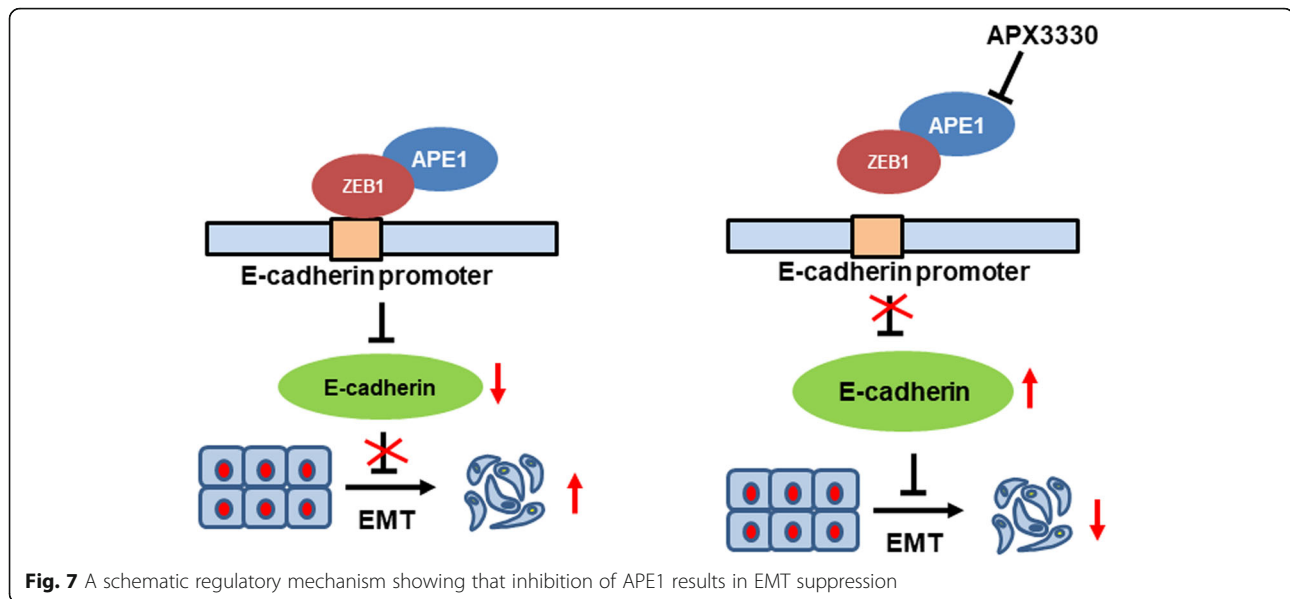 APX3330
APE1
ZEB1
E-cadherin promoter
E-cadherin
EMT
APE1
ZEB1
E-cadherin promoter
E-cadherin
EMT
Fig. 7 A schematic regulatory mechanism showing that inhibition of APE1 results in EMT suppression